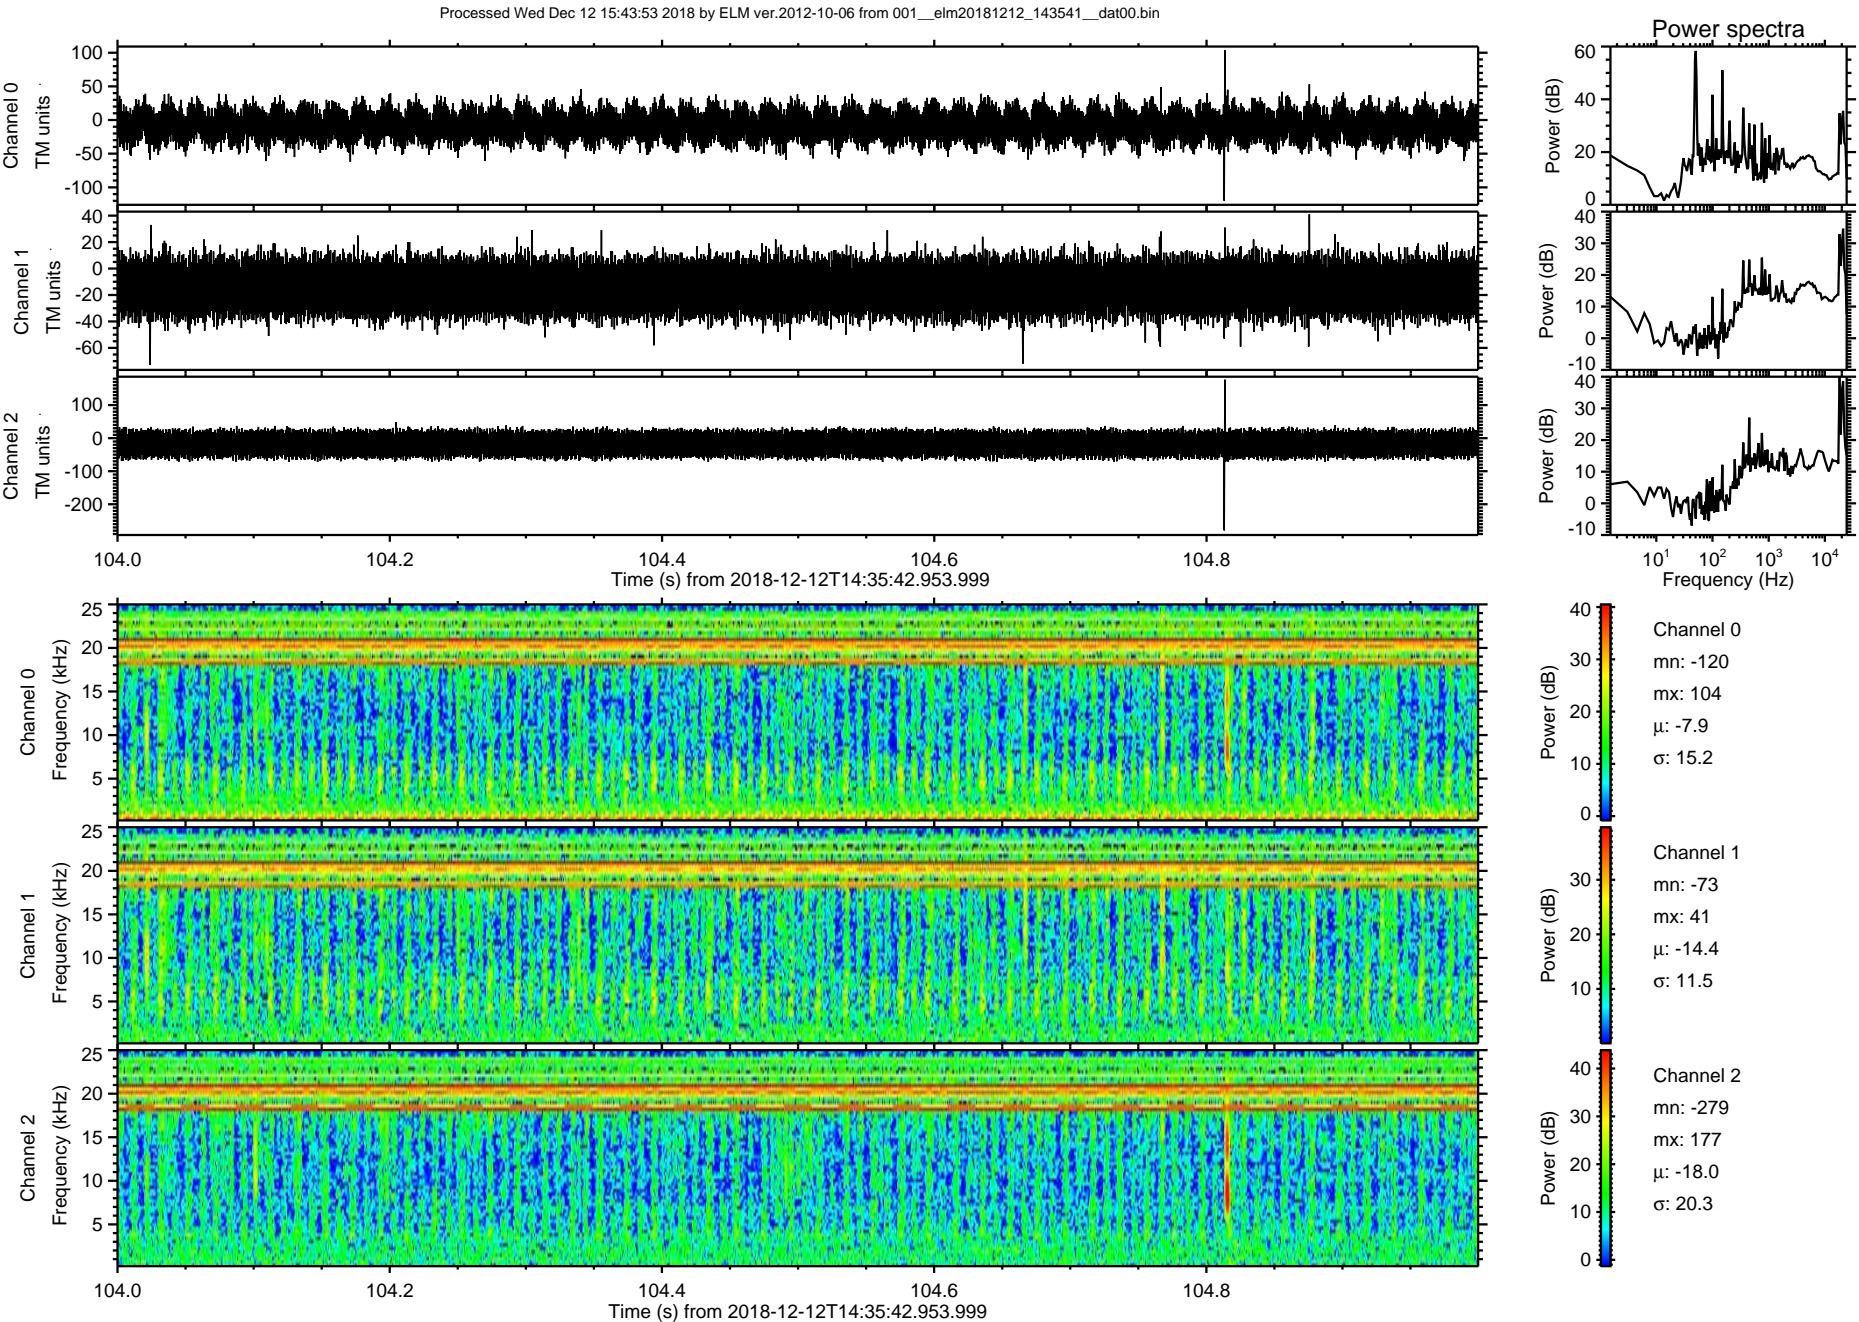 Processed Wed Dec 12 15:43:53 2018 by ELM ver.2012-10-06 from 001__elm20181212_143541__dat00.bin
Power spectra
Channel 0
TM units
100
50
0
-50
-100
Power (dB)
60
40
20
0
Channel 1
TM units
40
20
0
-20
-40
-60
Power (dB)
40
30
20
10
0
-10
Channel 2
TM units
100
0
-100
-200
Power (dB)
40
30
20
10
0
-10
104.0 104.2 104.4 104.6 104.8
Time (s) from 2018-12-12T14:35:42.953.999
10¹ 10² 10³ 10⁴
Frequency (Hz)
Channel 0
Frequency (kHz)
25
20
15
10
5
Power (dB)
40
30
20
10
0
Channel 0
mn: -120
mx: 104
μ: -7.9
σ: 15.2
Channel 1
Frequency (kHz)
25
20
15
10
5
Power (dB)
30
20
10
Channel 1
mn: -73
mx: 41
μ: -14.4
σ: 11.5
Channel 2
Frequency (kHz)
25
20
15
10
5
Power (dB)
40
30
20
10
0
Channel 2
mn: -279
mx: 177
μ: -18.0
σ: 20.3
104.0 104.2 104.4 104.6 104.8
Time (s) from 2018-12-12T14:35:42.953.999